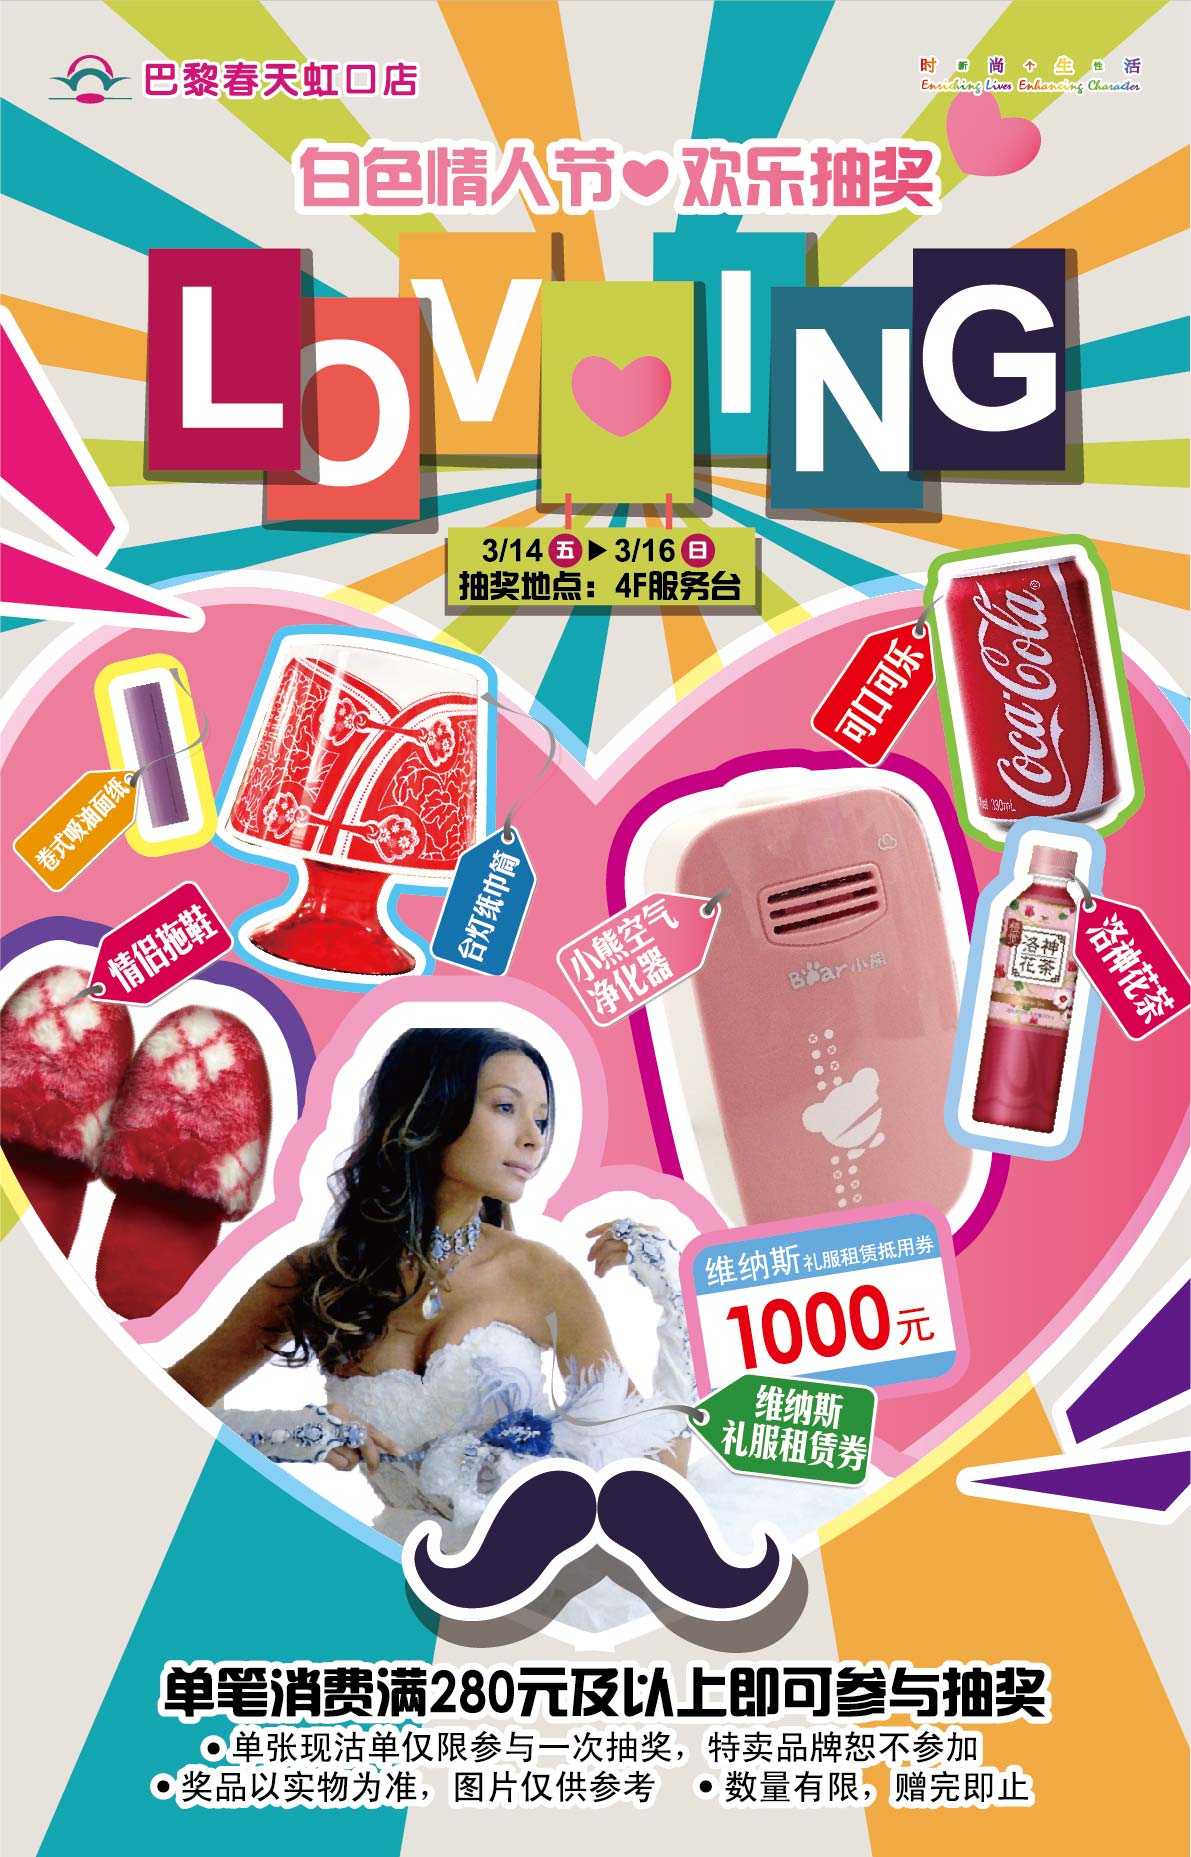 巴黎春天虹口店
时新尚个生性活
Enriching Lives Enhancing Character
白色情人节 欢乐抽奖
LOVING
3/14 五 ▶ 3/16 日
抽奖地点：4F服务台
可口可乐
Coca-Cola
330mL
卷式吸油面纸
台灯纸巾筒
情侣拖鞋
小熊空气
净化器
Bear小熊
洛神
花茶
洛神花茶
维纳斯礼服租赁抵用券
1000元
维纳斯
礼服租赁券
单笔消费满280元及以上即可参与抽奖
• 单张现沽单仅限参与一次抽奖，特卖品牌恕不参加
• 奖品以实物为准，图片仅供参考 • 数量有限，赠完即止